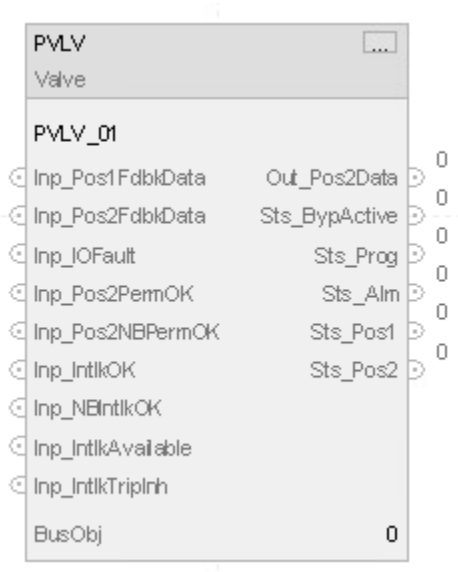 PVLV ...
Valve
PVLV_01
Inp_Pos1FdbkData Out_Pos2Data 0
Inp_Pos2FdbkData Sts_BypActive 0
Inp_IOFault Sts_Prog 0
Inp_Pos2PermOK Sts_Alm 0
Inp_Pos2NBPermOK Sts_Pos1 0
Inp_IntlkOK Sts_Pos2 0
Inp_NBIntlkOK
Inp_IntlkAvailable
Inp_IntlkTripInh
BusObj 0